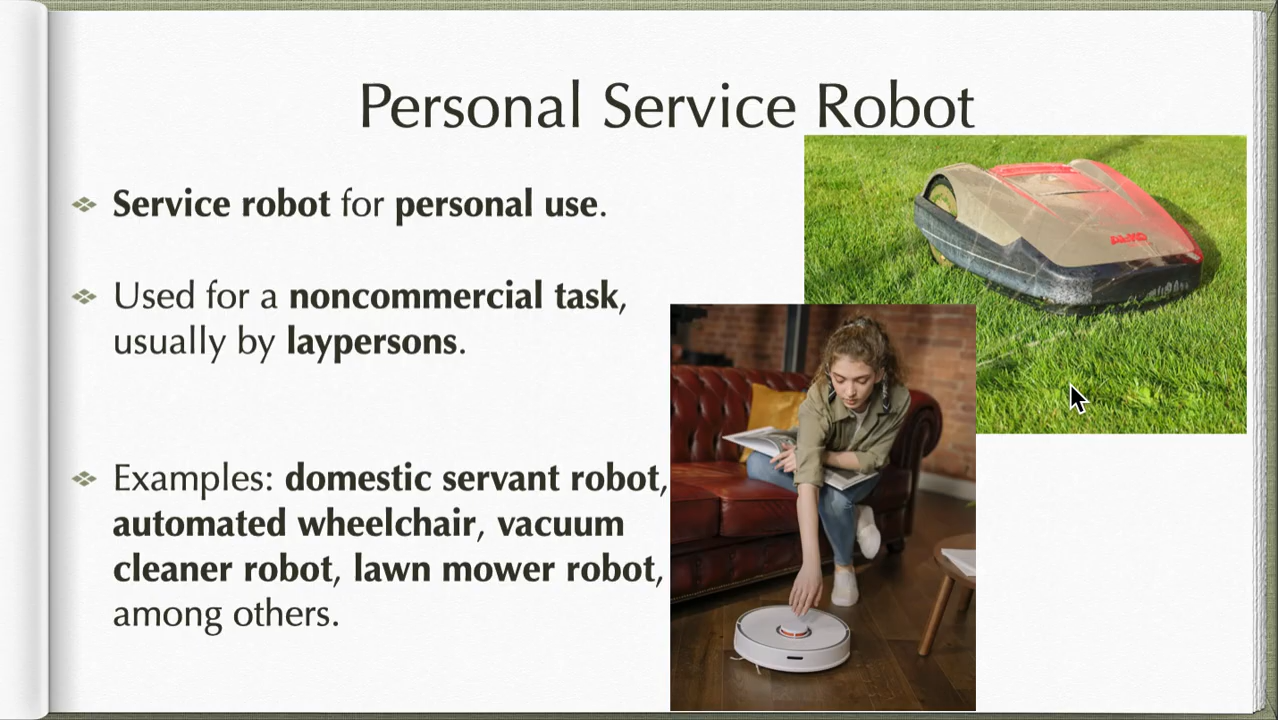 Personal Service Robot
Service robot for personal use.
Used for a noncommercial task,
usually by laypersons.
Examples: domestic servant robot,
automated wheelchair, vacuum
cleaner robot, lawn mower robot,
among others.